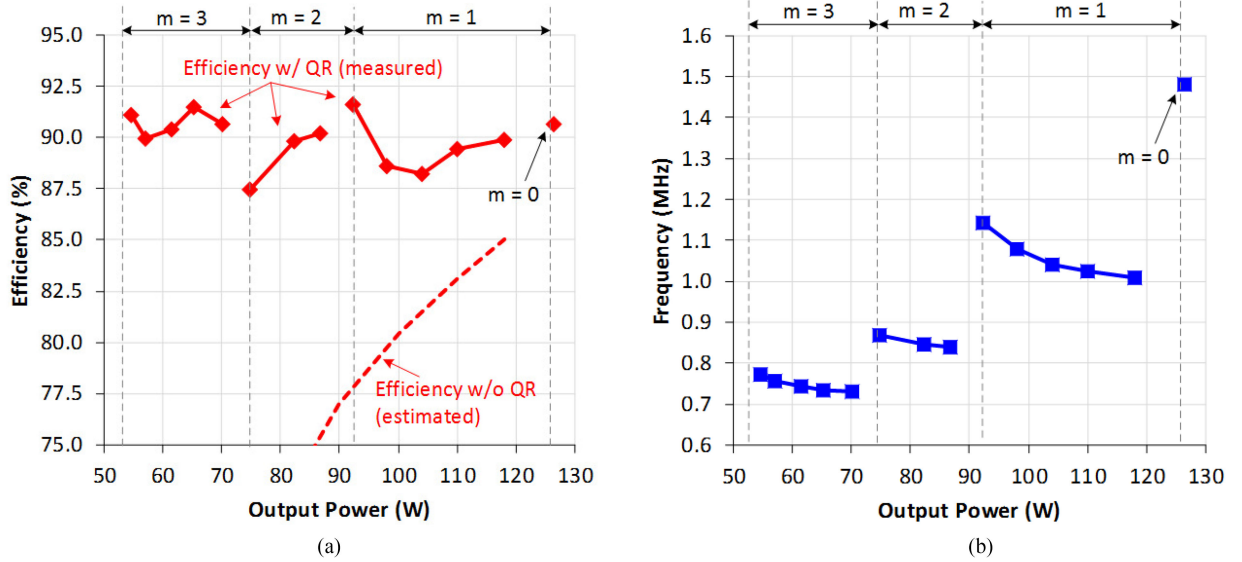 m = 3
m = 2
m = 1
95.0
92.5
90.0
87.5
85.0
82.5
80.0
77.5
75.0
Efficiency (%)
Efficiency w/ QR (measured)
m = 0
Efficiency w/o QR
(estimated)
50
60
70
80
90
100
110
120
130
Output Power (W)
(a)
m = 3
m = 2
m = 1
1.6
1.5
1.4
1.3
1.2
1.1
1.0
0.9
0.8
0.7
0.6
Frequency (MHz)
m = 0
50
60
70
80
90
100
110
120
130
Output Power (W)
(b)